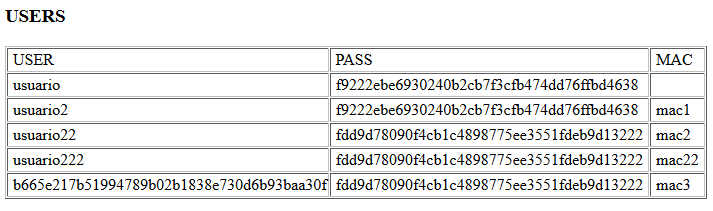 USERS
USER PASS MAC
usuario f9222ebe6930240b2cb7f3cfb474dd76ffbd4638
usuario2 f9222ebe6930240b2cb7f3cfb474dd76ffbd4638 mac1
usuario22 fdd9d78090f4cb1c4898775ee3551fdeb9d13222 mac2
usuario222 fdd9d78090f4cb1c4898775ee3551fdeb9d13222 mac22
b665e217b51994789b02b1838e730d6b93baa30f fdd9d78090f4cb1c4898775ee3551fdeb9d13222 mac3